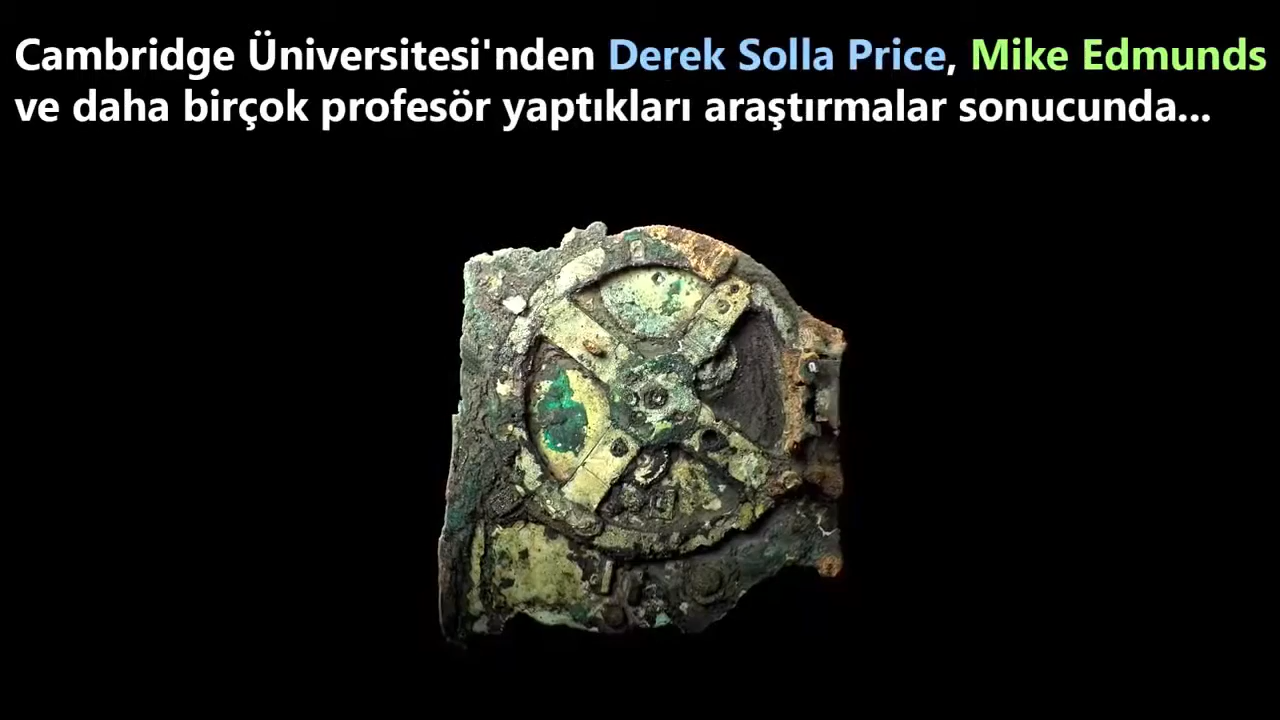 Cambridge Üniversitesi'nden Derek Solla Price, Mike Edmunds
ve daha birçok profesör yaptıkları araştırmalar sonucunda...